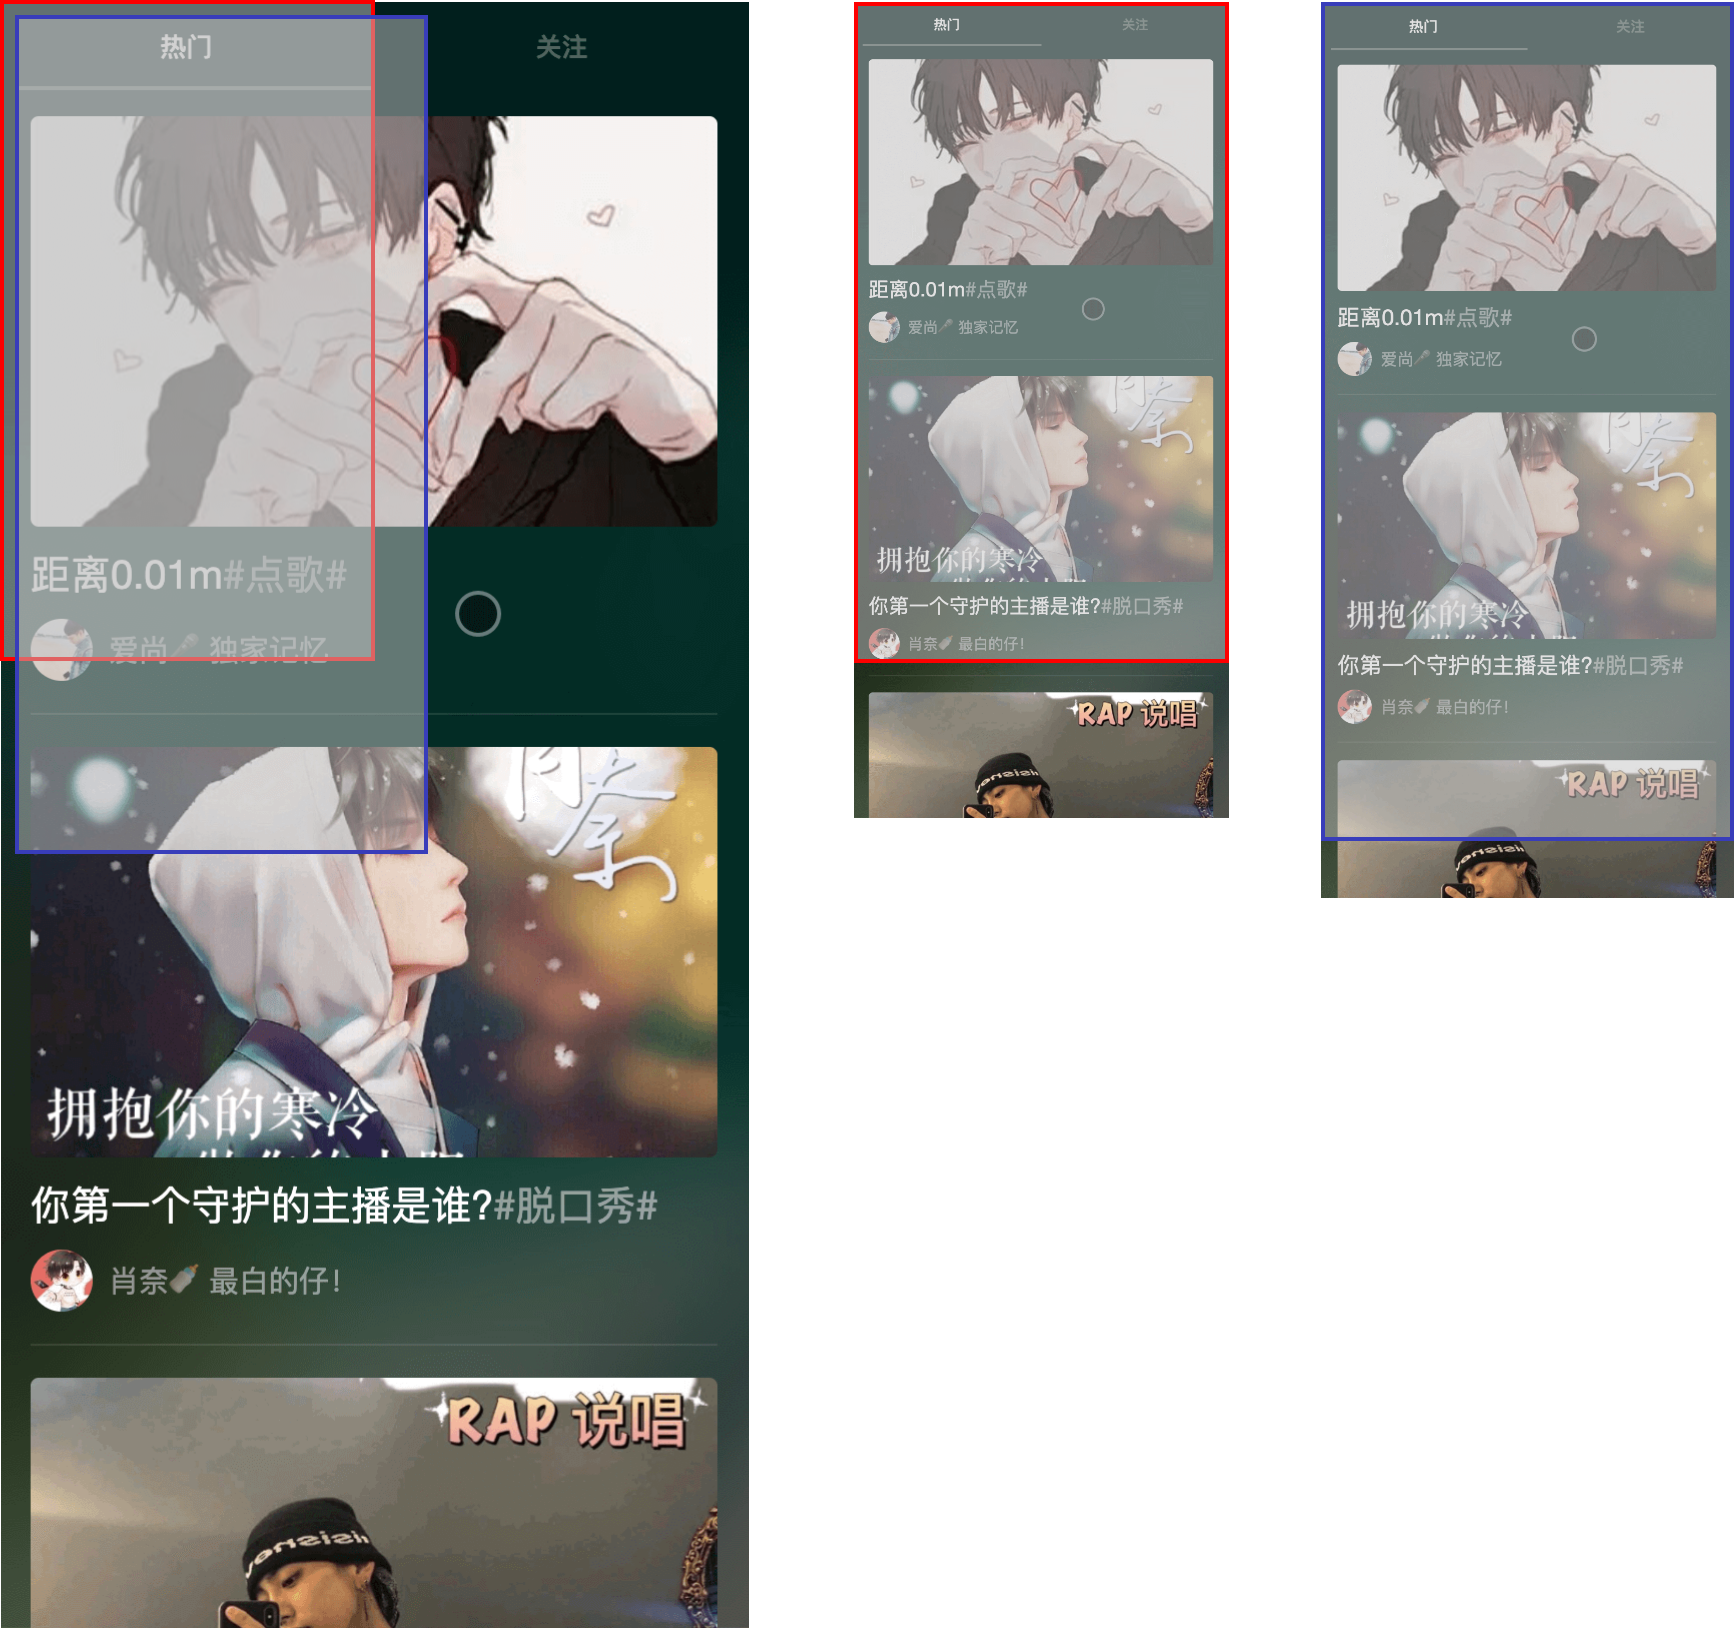 热门
关注
距离0.01m#点歌#
爱尚🎤 独家记忆
拥抱你的寒冷
你第一个守护的主播是谁?#脱口秀#
肖奈🍼 最白的仔!
RAP 说唱
热门
关注
距离0.01m#点歌#
爱尚🎤 独家记忆
拥抱你的寒冷
你第一个守护的主播是谁?#脱口秀#
肖奈🍼 最白的仔!
RAP 说唱
热门
关注
距离0.01m#点歌#
爱尚🎤 独家记忆
拥抱你的寒冷
你第一个守护的主播是谁?#脱口秀#
肖奈🍼 最白的仔!
RAP 说唱